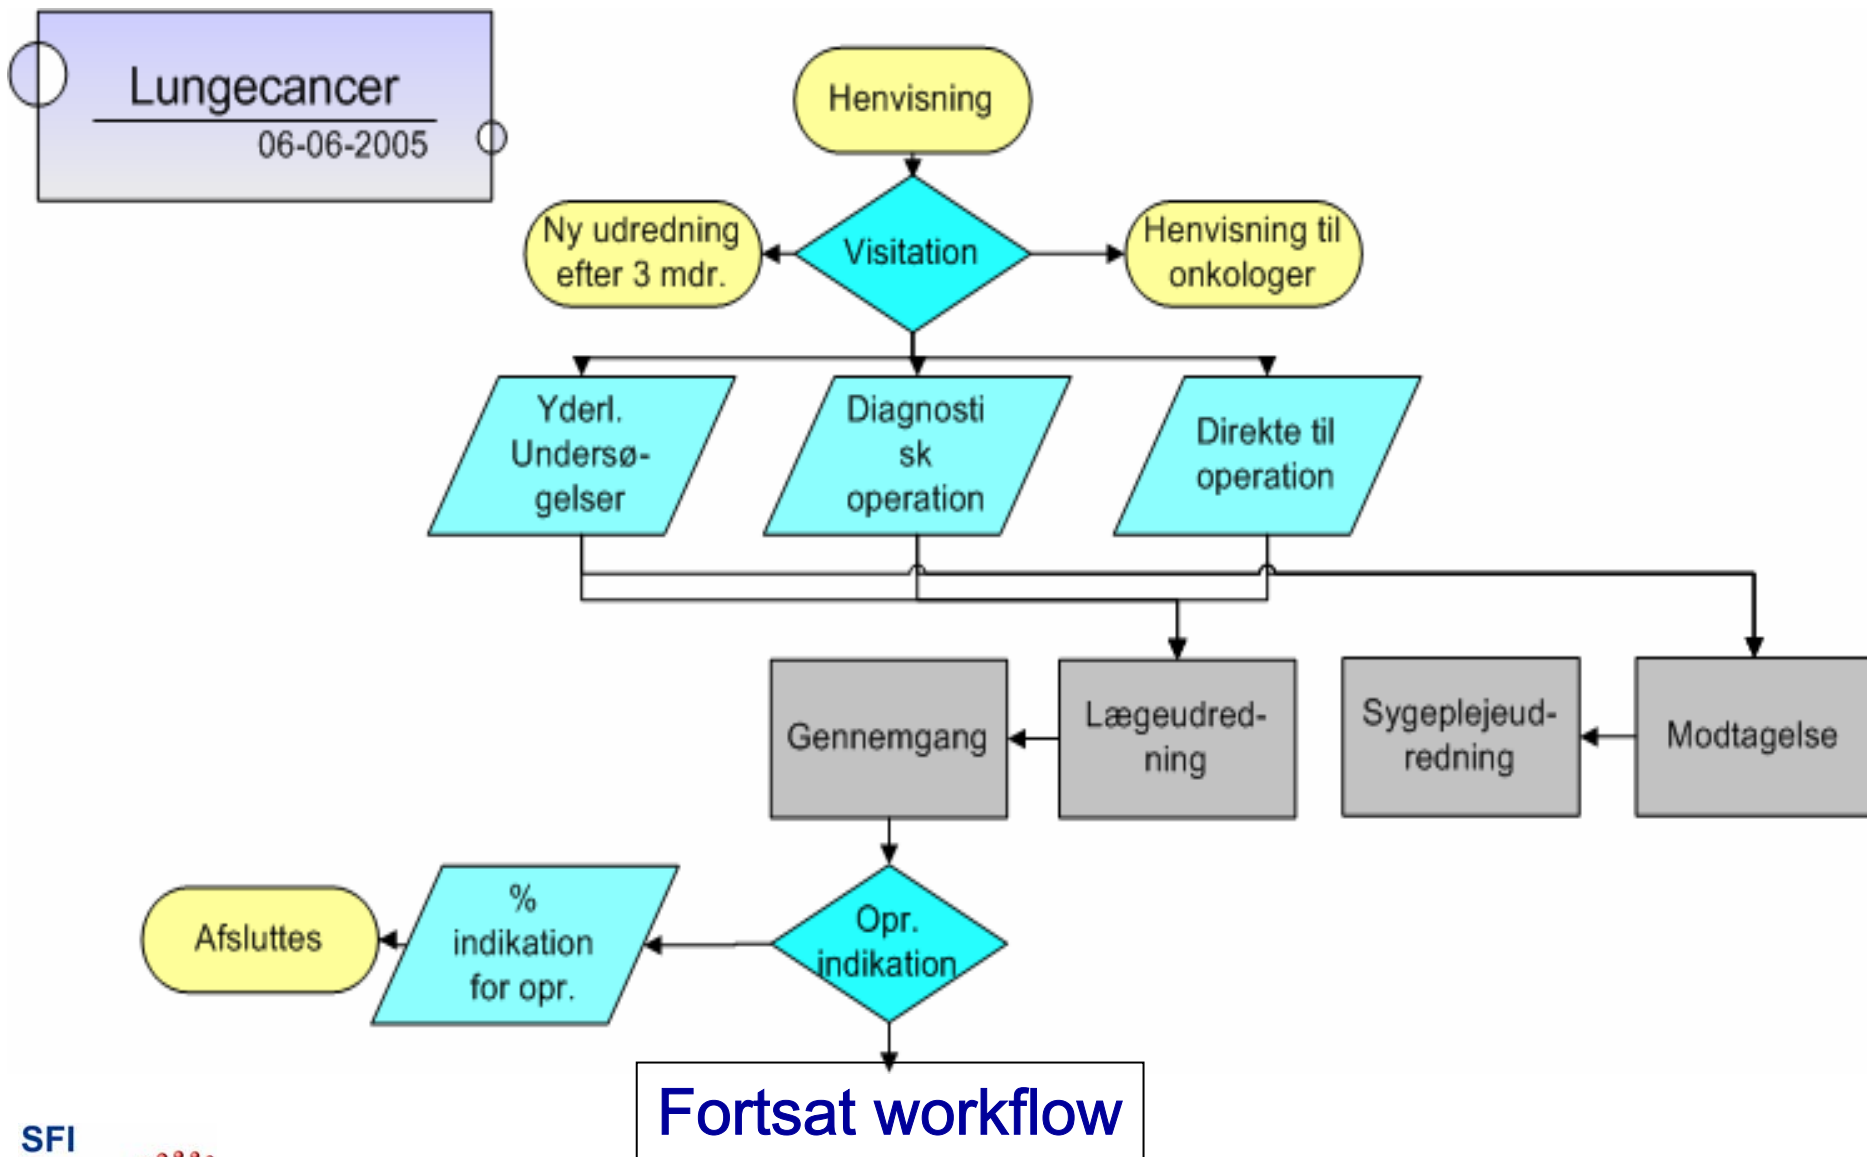 Lungecancer
06-06-2005
Henvisning
Ny udredning
efter 3 mdr.
Visitation
Henvisning til
onkologer
Yderl.
Undersø-
gelser
Diagnosti
sk
operation
Direkte til
operation
Gennemgang
Lægeudred-
ning
Sygeplejeud-
redning
Modtagelse
Afsluttes
%
indikation
for opr.
Opr.
indikation
Fortsat workflow
SFI